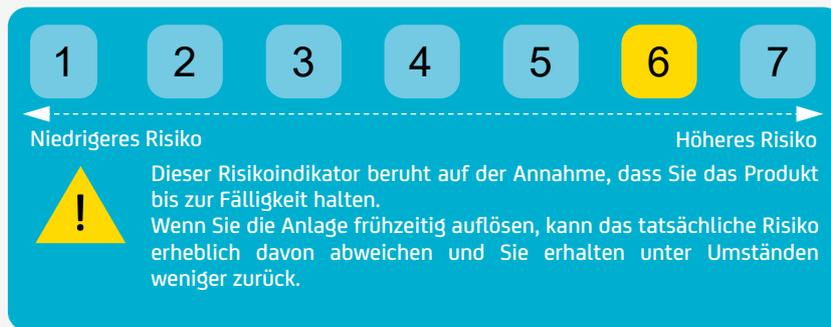 1 2 3 4 5 6 7
Niedrigeres Risiko Höheres Risiko
Dieser Risikoindikator beruht auf der Annahme, dass Sie das Produkt
bis zur Fälligkeit halten.
Wenn Sie die Anlage frühzeitig auflösen, kann das tatsächliche Risiko
erheblich davon abweichen und Sie erhalten unter Umständen
weniger zurück.
!